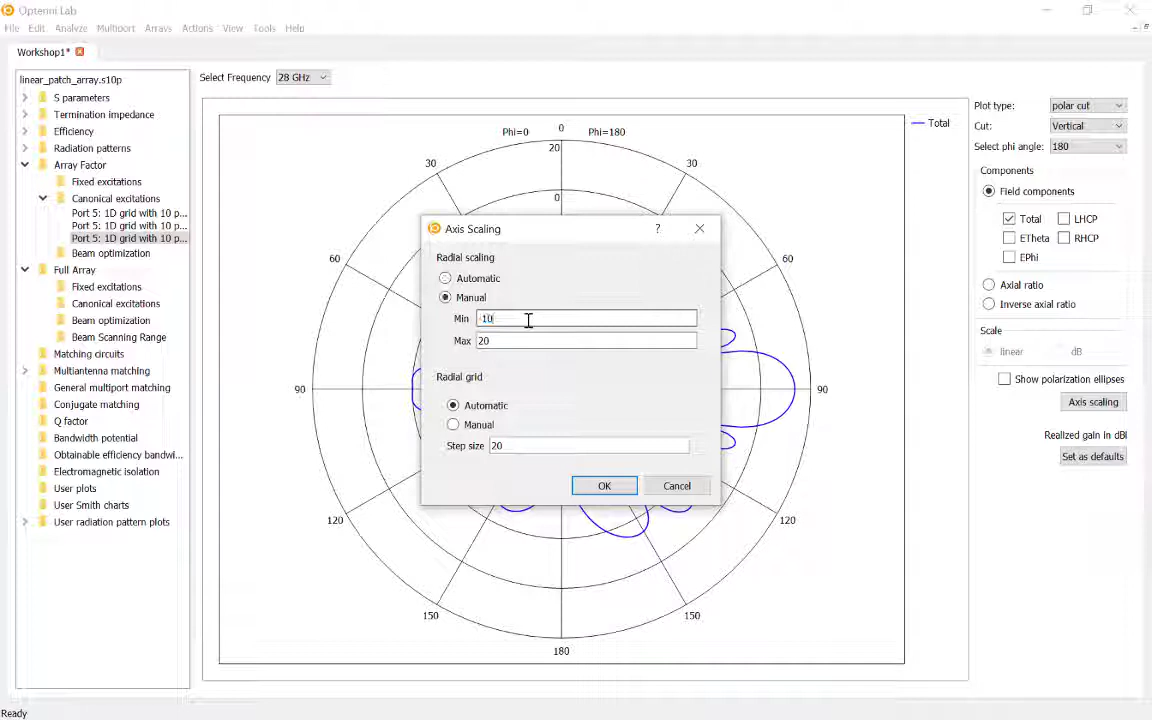 Optenni Lab
File Edit Analyze Multiport Arrays Actions View Tools Help
Workshop1*
linear_patch_array.s10p
S parameters
Termination impedance
Efficiency
Radiation patterns
Array Factor
Fixed excitations
Canonical excitations
Port 5: 1D grid with 10 p...
Port 5: 1D grid with 10 p...
Port 5: 1D grid with 10 p...
Beam optimization
Full Array
Fixed excitations
Canonical excitations
Beam optimization
Beam Scanning Range
Matching circuits
Multiantenna matching
General multiport matching
Conjugate matching
Q factor
Bandwidth potential
Obtainable efficiency bandwi...
Electromagnetic isolation
User plots
User Smith charts
User radiation pattern plots
Select Frequency 28 GHz
Phi=0 0 Phi=180
20
30 30
0
60 60
90 90
120 120
150 150
180
Total
Axis Scaling ?
Radial scaling
Automatic
Manual
Min -10
Max 20
Radial grid
Automatic
Manual
Step size 20
OK Cancel
Plot type: polar cut
Cut: Vertical
Select phi angle: 180
Components
Field components
Total LHCP
ETheta RHCP
EPhi
Axial ratio
Inverse axial ratio
Scale
linear dB
Show polarization ellipses
Axis scaling
Realized gain in dBi
Set as defaults
Ready